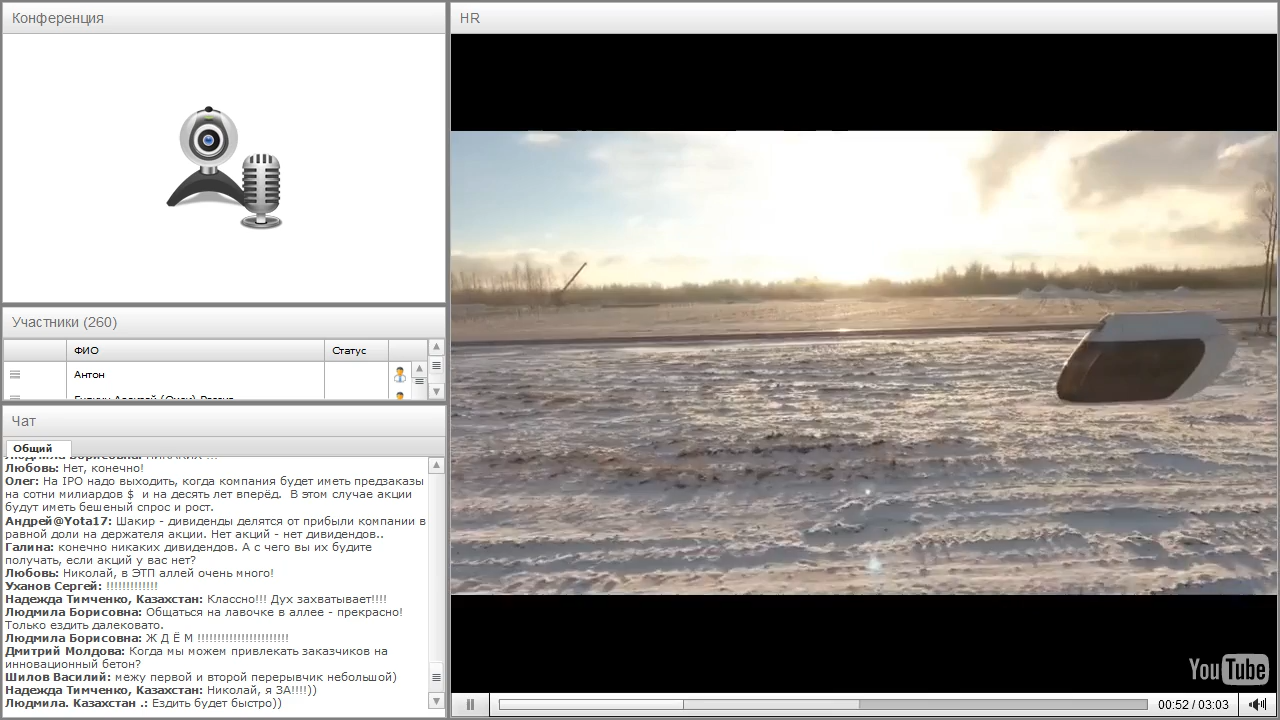 Конференция
HR
Участники (260)
ФИО
Статус
Антон
Чат
Общий
Людмила Борисовна:
Любовь: Нет, конечно!
Олег: На IPO надо выходить, когда компания будет иметь предзаказы
на сотни милиардов $ и на десять лет вперёд. В этом случае акции
будут иметь бешеный спрос и рост.
Андрей@Yota17: Шакир - дивиденды делятся от прибыли компании в
равной доли на держателя акции. Нет акций - нет дивидендов..
Галина: конечно никаких дивидендов. А с чего вы их будите
получать, если акций у вас нет?
Любовь: Николай, в ЭТП аллей очень много!
Уханов Сергей: !!!!!!!!!!!!!
Надежда Тимченко, Казахстан: Классно!!! Дух захватывает!!!!
Людмила Борисовна: Общаться на лавочке в аллее - прекрасно!
Только ездить далековато.
Людмила Борисовна: Ж Д Ё М !!!!!!!!!!!!!!!!!!!!!!!
Дмитрий Молдова: Когда мы можем привлекать заказчиков на
инновационный бетон?
Шилов Василий: межу первой и второй перерывчик небольшой)
Надежда Тимченко, Казахстан: Николай, я ЗА!!!!))
Людмила. Казахстан .: Ездить будет быстро))
YouTube
00:52 / 03:03